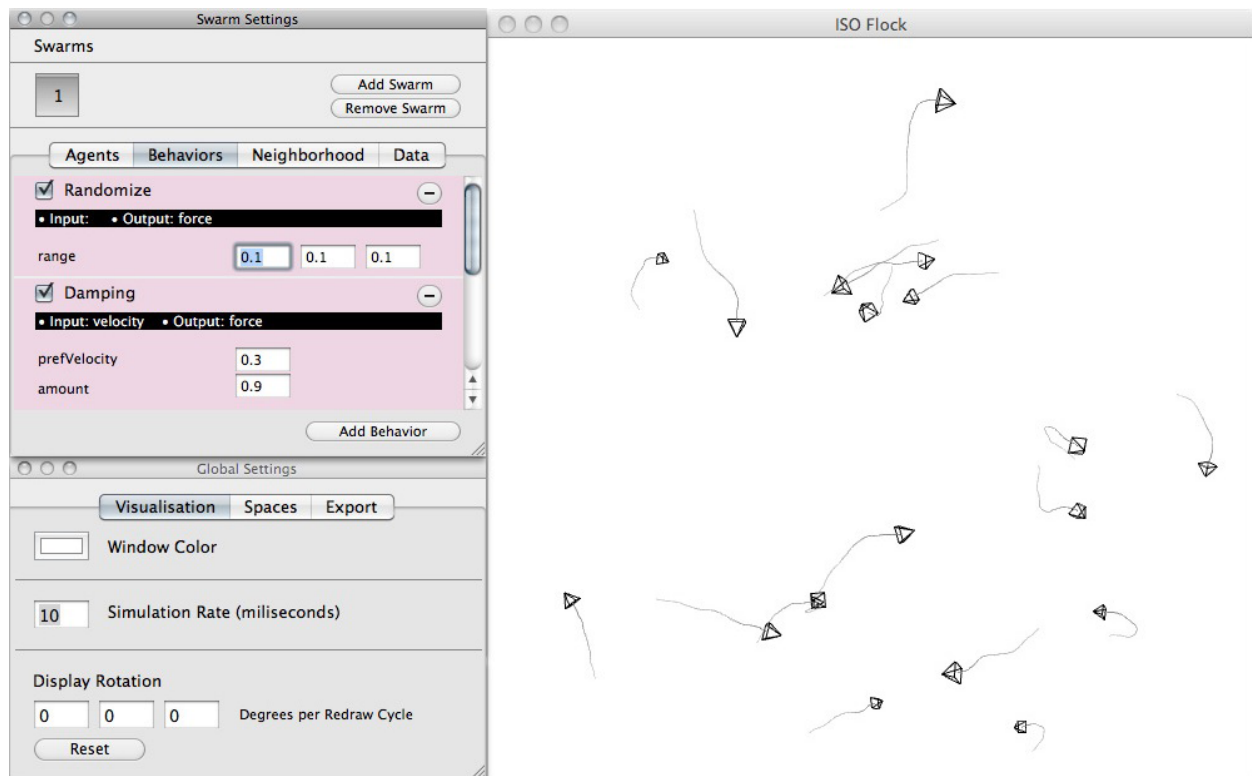 Swarm Settings
Swarms
1
Add Swarm
Remove Swarm
Agents Behaviors Neighborhood Data
Randomize
• Input: • Output: force
range 0.1 0.1 0.1
Damping
• Input: velocity • Output: force
prefVelocity 0.3
amount 0.9
Add Behavior
Global Settings
Visualisation Spaces Export
Window Color
10 Simulation Rate (miliseconds)
Display Rotation
0 0 0 Degrees per Redraw Cycle
Reset
ISO Flock